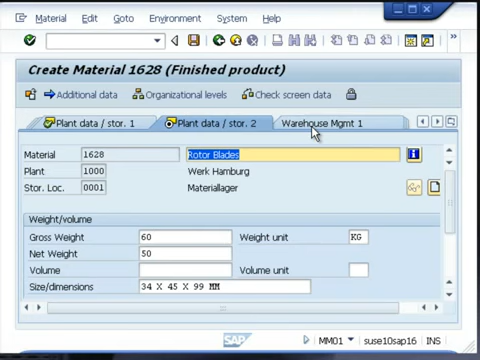 Material Edit Goto Environment System Help
Create Material 1628 (Finished product)
Additional data Organizational levels Check screen data
Plant data / stor. 1 Plant data / stor. 2 Warehouse Mgmt 1
Material 1628 Rotor Blades
Plant 1000 Werk Hamburg
Stor. Loc. 0001 Materiallager
Weight/volume
Gross Weight 60 Weight unit KG
Net Weight 50
Volume Volume unit
Size/dimensions 34 X 45 X 99 MM
SAP MM01 suse10sap16 INS